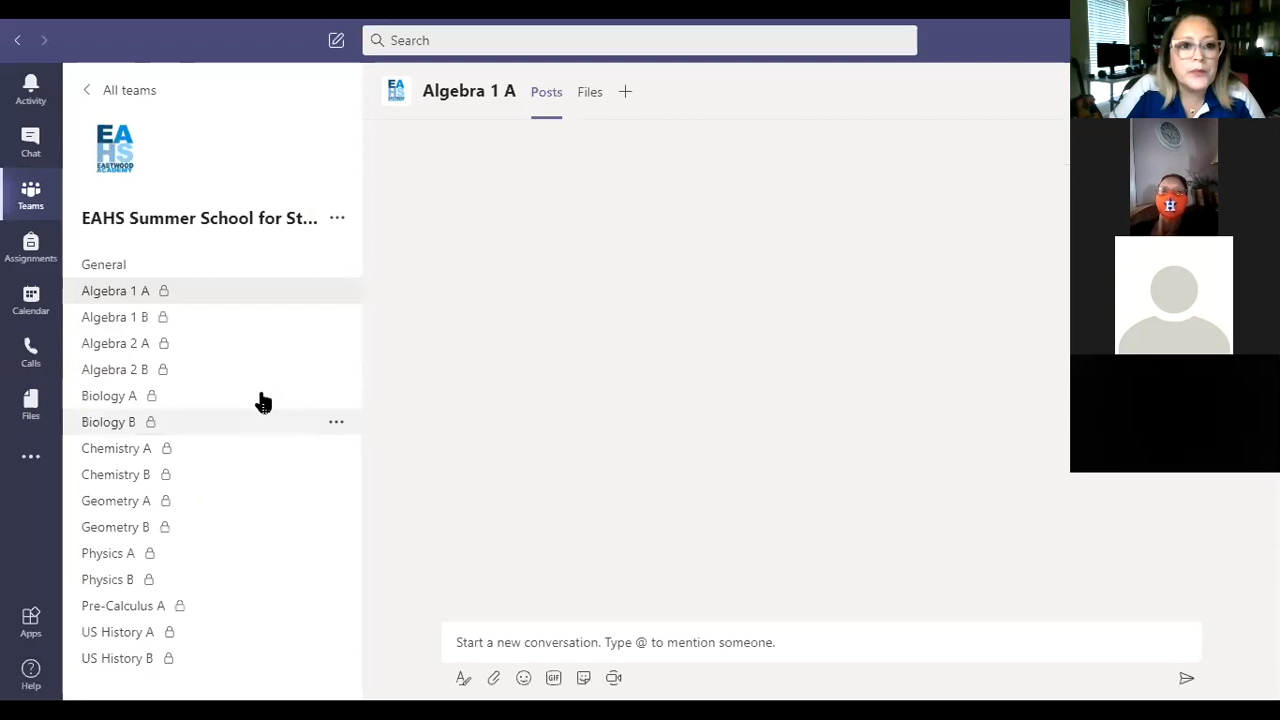 Search
Activity
Chat
Teams
Assignments
Calendar
Calls
Files
Apps
Help
All teams
EA
HS
EASTWOOD
ACADEMY
EAHS Summer School for St...
General
Algebra 1 A
Algebra 1 B
Algebra 2 A
Algebra 2 B
Biology A
Biology B
Chemistry A
Chemistry B
Geometry A
Geometry B
Physics A
Physics B
Pre-Calculus A
US History A
US History B
Algebra 1 A Posts Files
Start a new conversation. Type @ to mention someone.
GIF
H